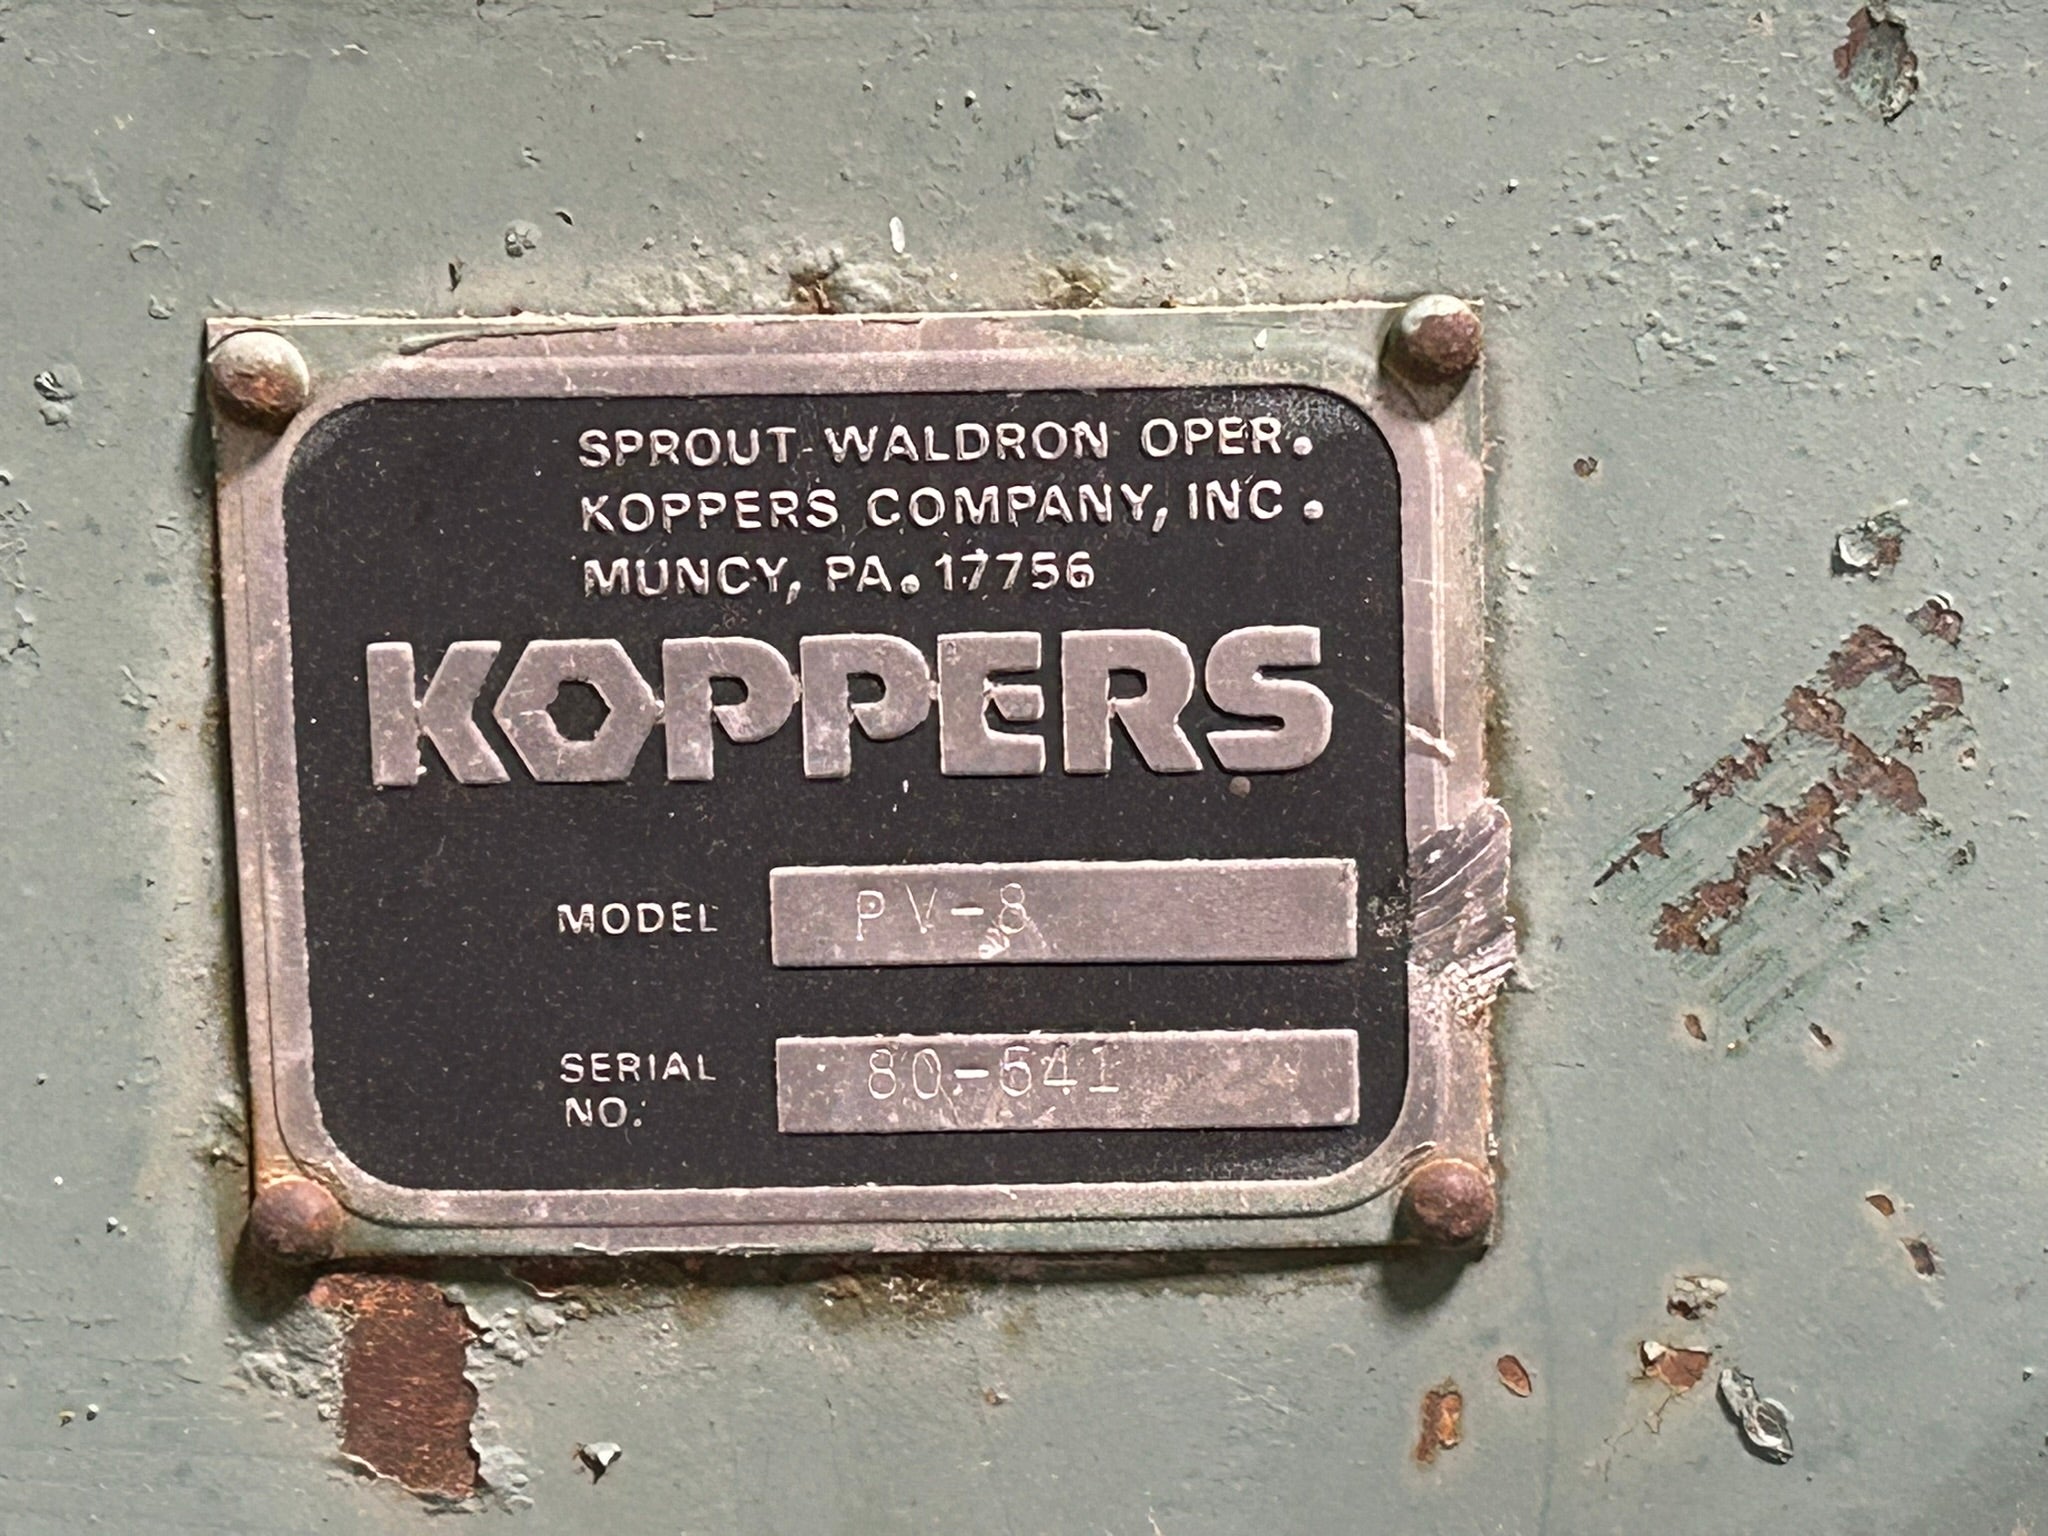 SPROUT-WALDRON OPER.
KOPPERS COMPANY, INC.
MUNCY, PA. 17756
KOPPERS
MODEL PV-8
SERIAL NO. 80-541